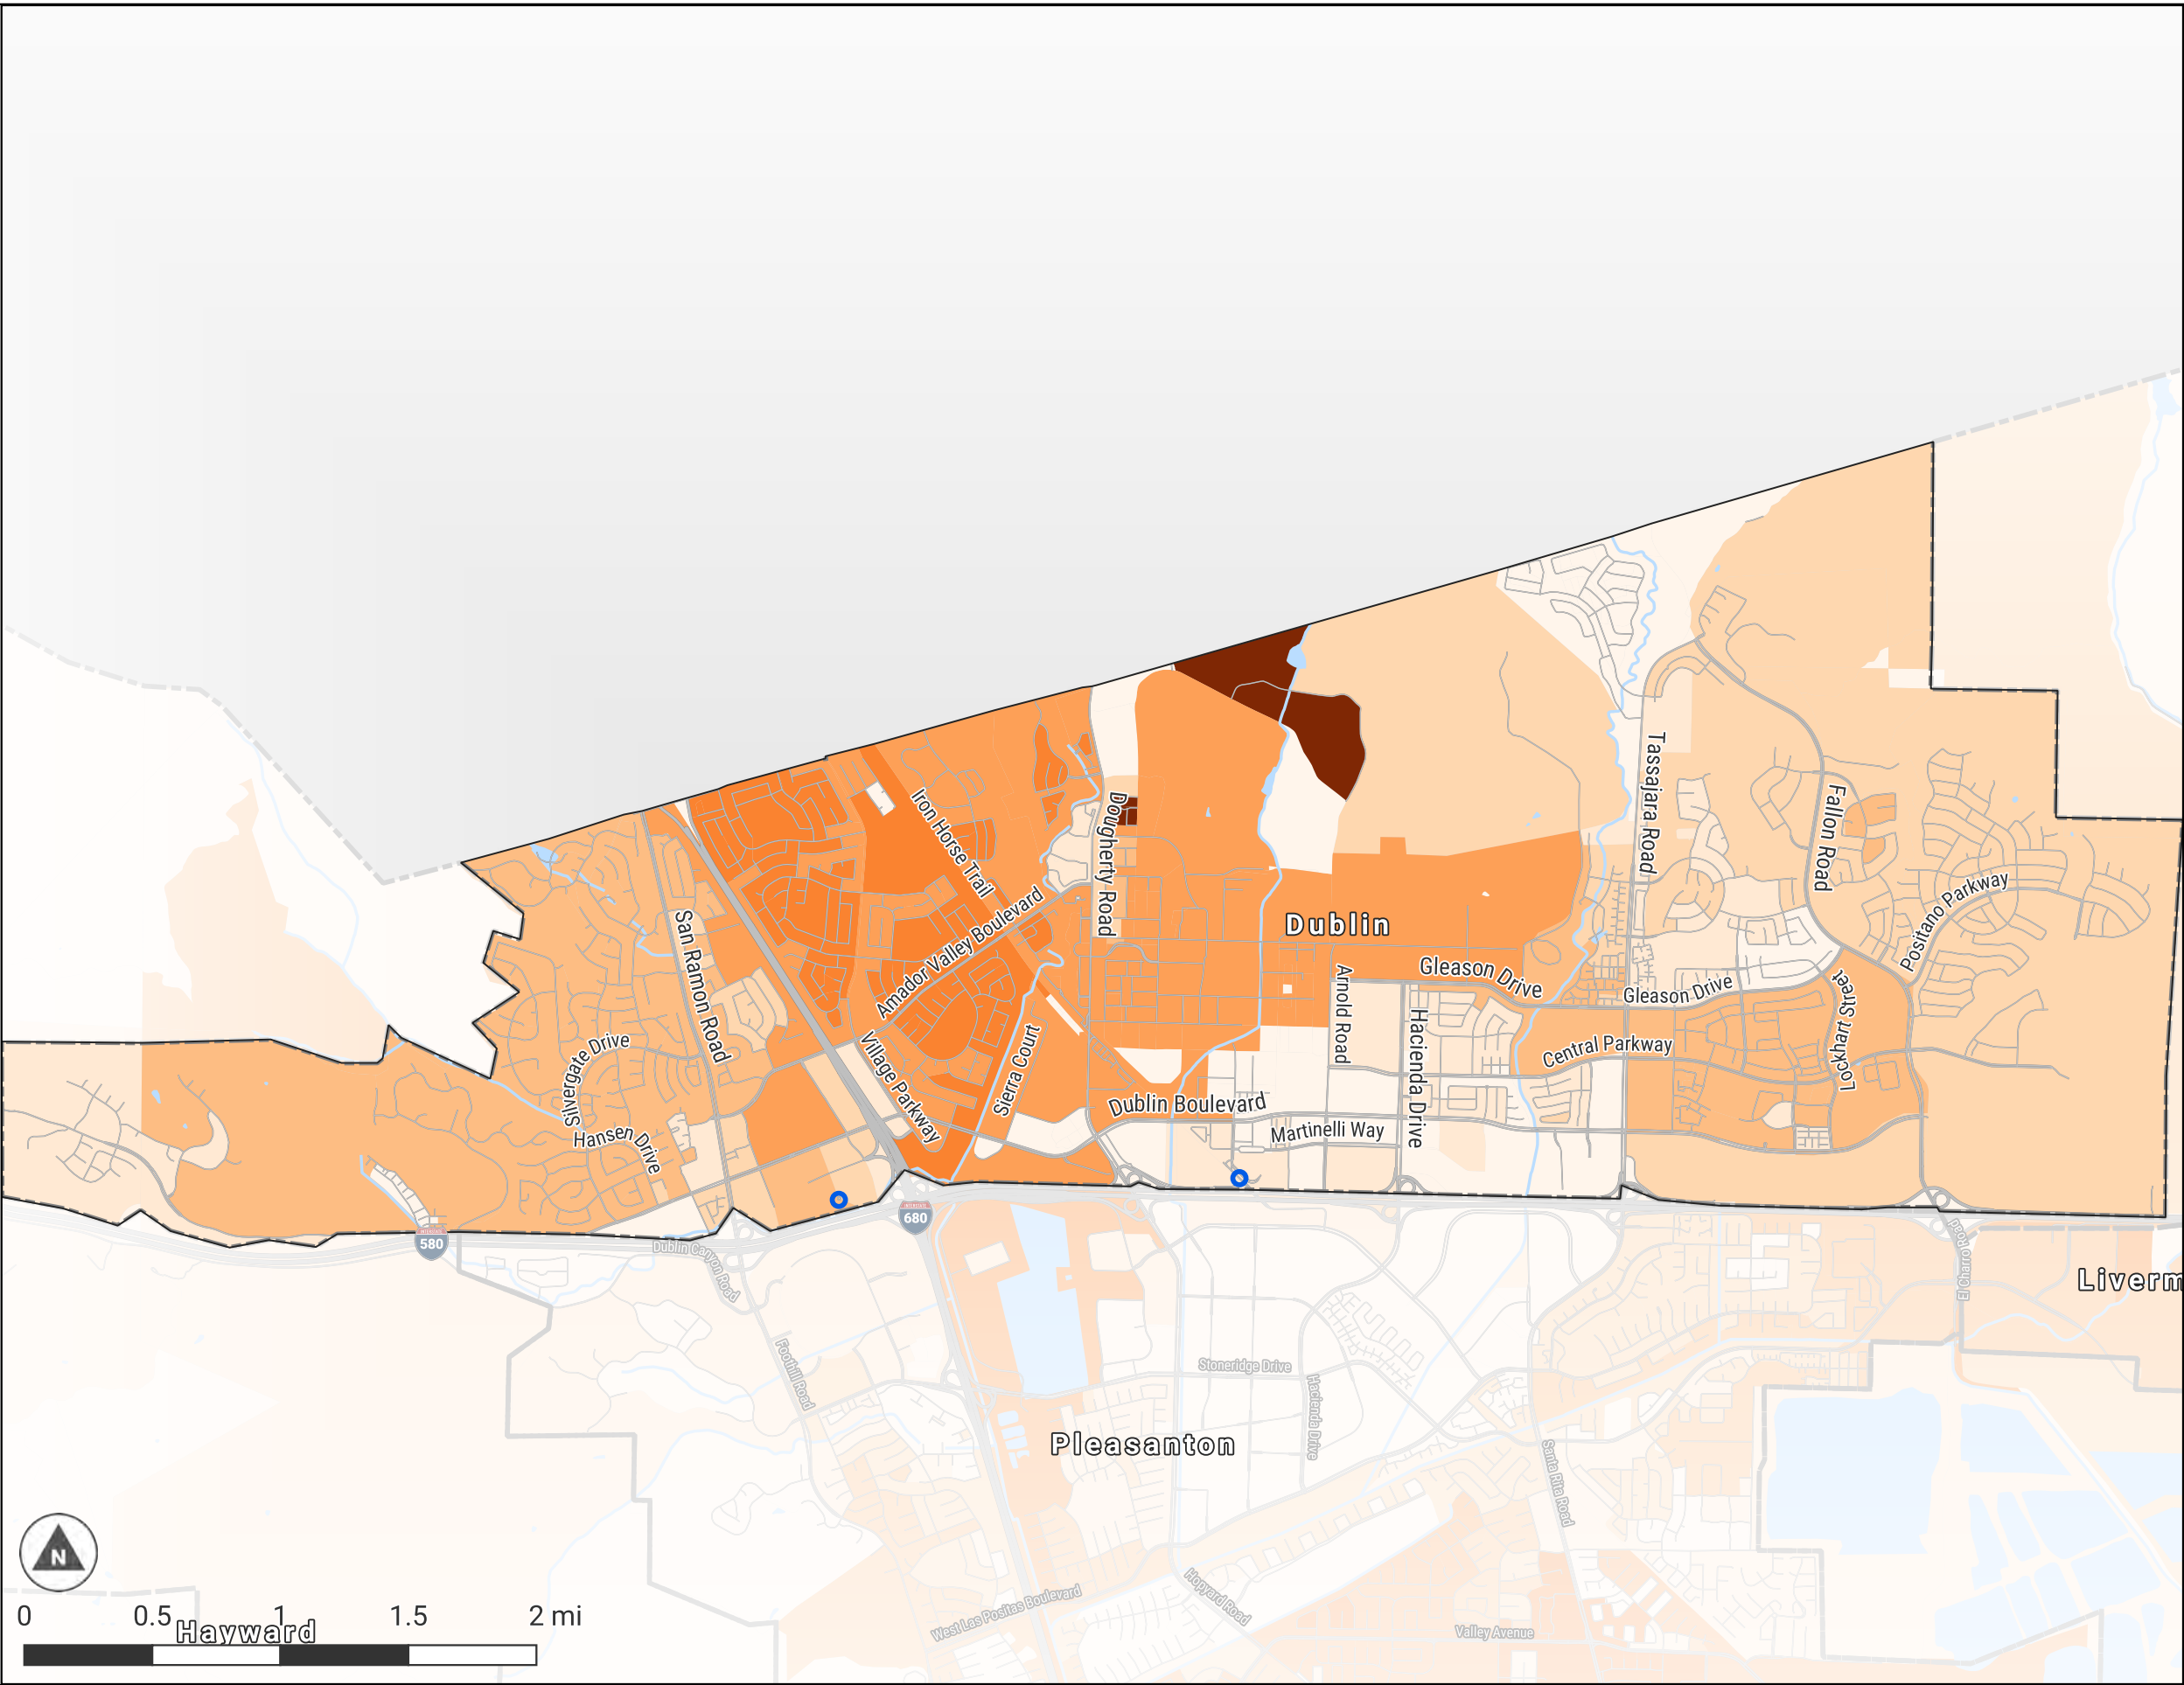 Iron Horse Trail
Dougherty Road
Tassajara Road
Fallon Road
Positano Parkway
San Ramon Road
Amador Valley Boulevard
Dublin
Arnold Road
Gleason Drive
Gleason Drive
Lockhart Street
Silvergate Drive
Village Parkway
Sierra Court
Hacienda Drive
Central Parkway
Hansen Drive
Dublin Boulevard
Martinelli Way
580
680
Dublin Canyon Road
El Charro Road
Liverm
Foothill Road
Stoneridge Drive
Hacienda Drive
Pleasanton
Santa Rita Road
N
West Las Positas Boulevard
Hopyard Road
Valley Avenue
0 0.5 1 1.5 2 mi
Hayward